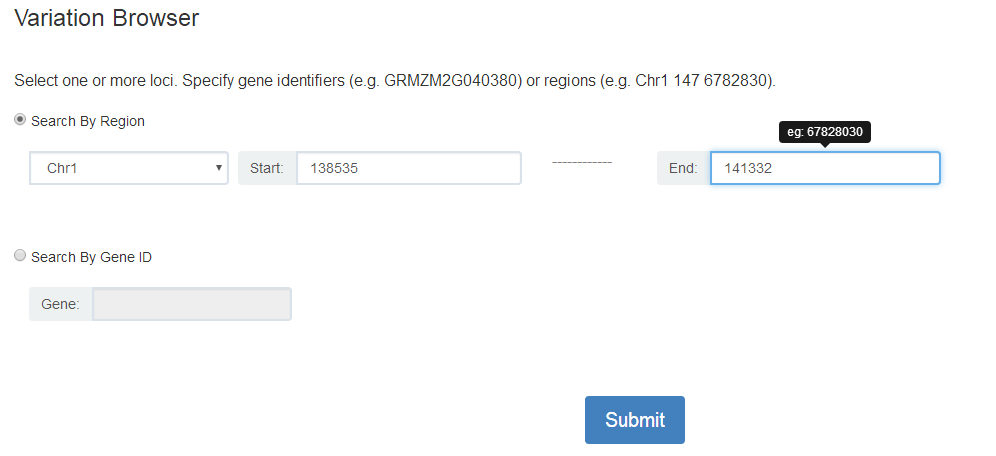 Variation Browser
Select one or more loci. Specify gene identifiers (e.g. GRMZM2G040380) or regions (e.g. Chr1 147 6782830).
Search By Region
eg: 67828030
Chr1 Start: 138535 ------------ End: 141332
Search By Gene ID
Gene:
Submit